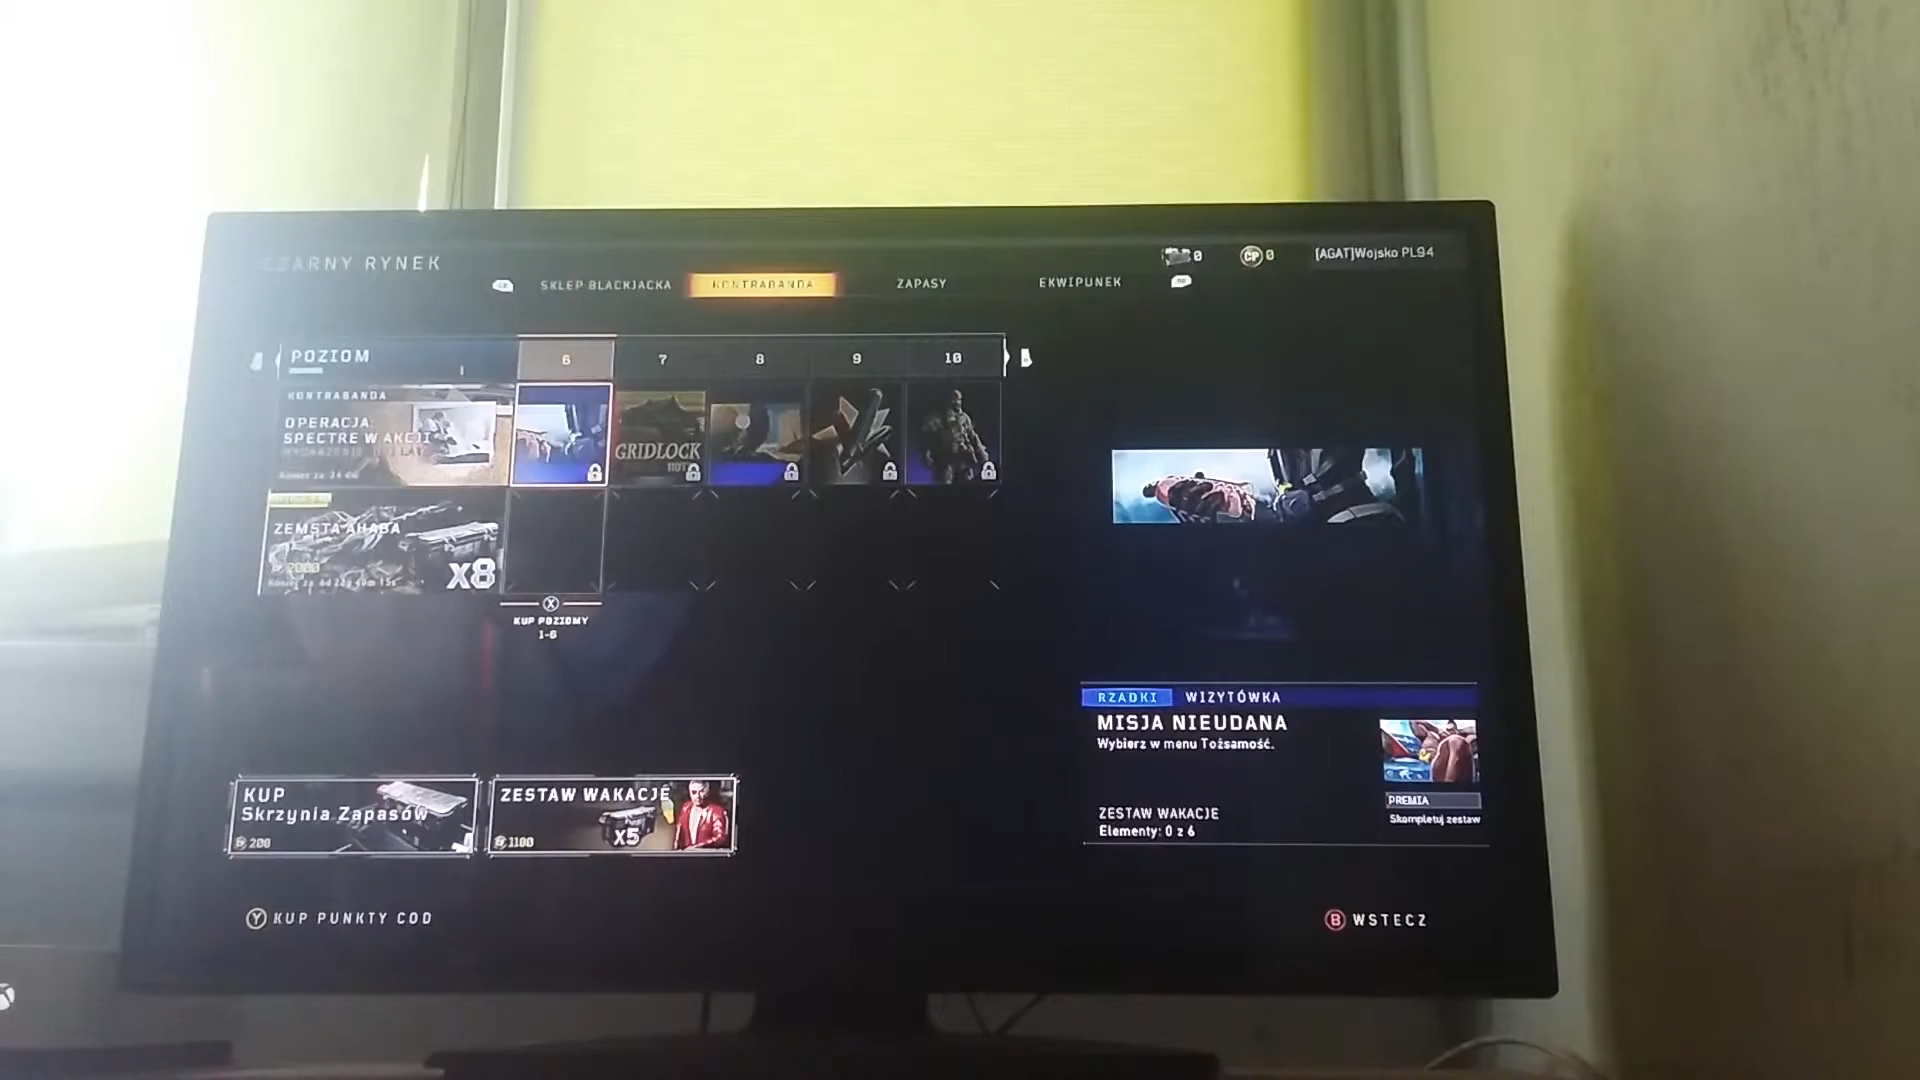 CZARNY RYNEK
0
CP 0
[AGAT]Wojsko PL94
SKLEP BLACKJACKA
KONTRABANDA
ZAPASY
EKWIPUNEK
POZIOM
6
7
8
9
10
KONTRABANDA
OPERACJA:
SPECTRE W AKCJI
GRIDLOCK
ZEMSTA AHABA
2000
x8
X
KUP POZIOMY
1-6
RZADKI
WIZYTÓWKA
MISJA NIEUDANA
Wybierz w menu Tożsamość.
PREMIA
Skompletuj zestaw
ZESTAW WAKACJE
Elementy: 0 z 6
KUP
Skrzynia Zapasów
200
ZESTAW WAKACJE
x5
1100
Y KUP PUNKTY COD
B WSTECZ